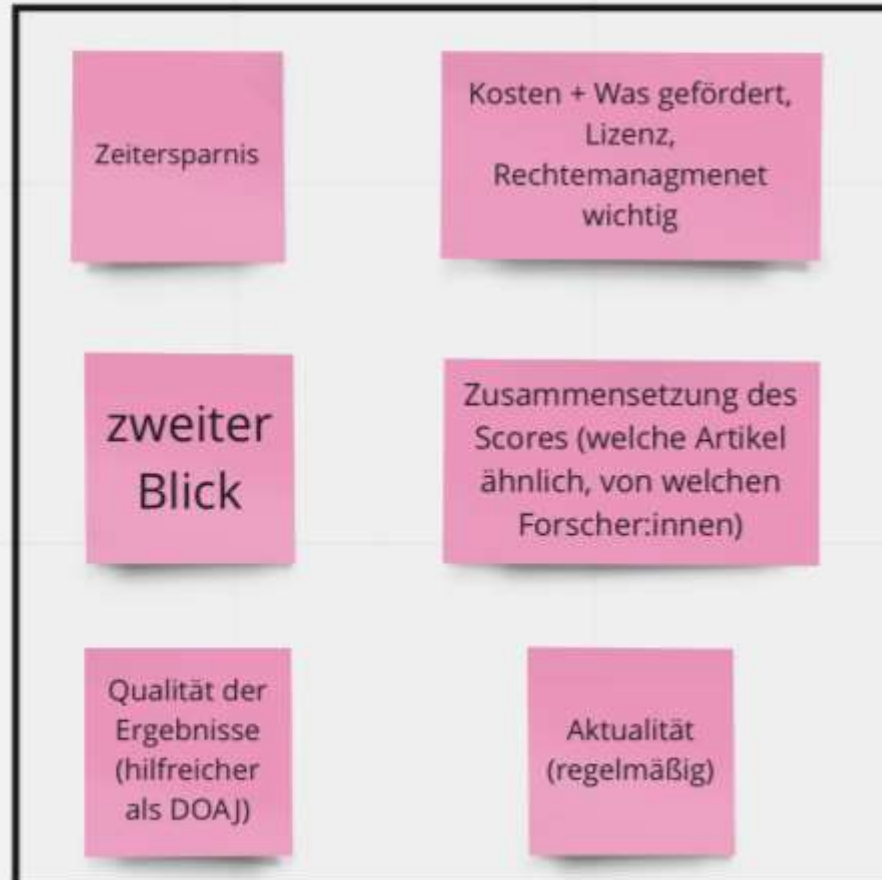 Zeitersparnis
Kosten + Was gefördert,
Lizenz,
Rechtemanagmenet
wichtig
zweiter
Blick
Zusammensetzung des
Scores (welche Artikel
ähnlich, von welchen
Forscher:innen)
Qualität der
Ergebnisse
(hilfreicher
als DOAJ)
Aktualität
(regelmäßig)